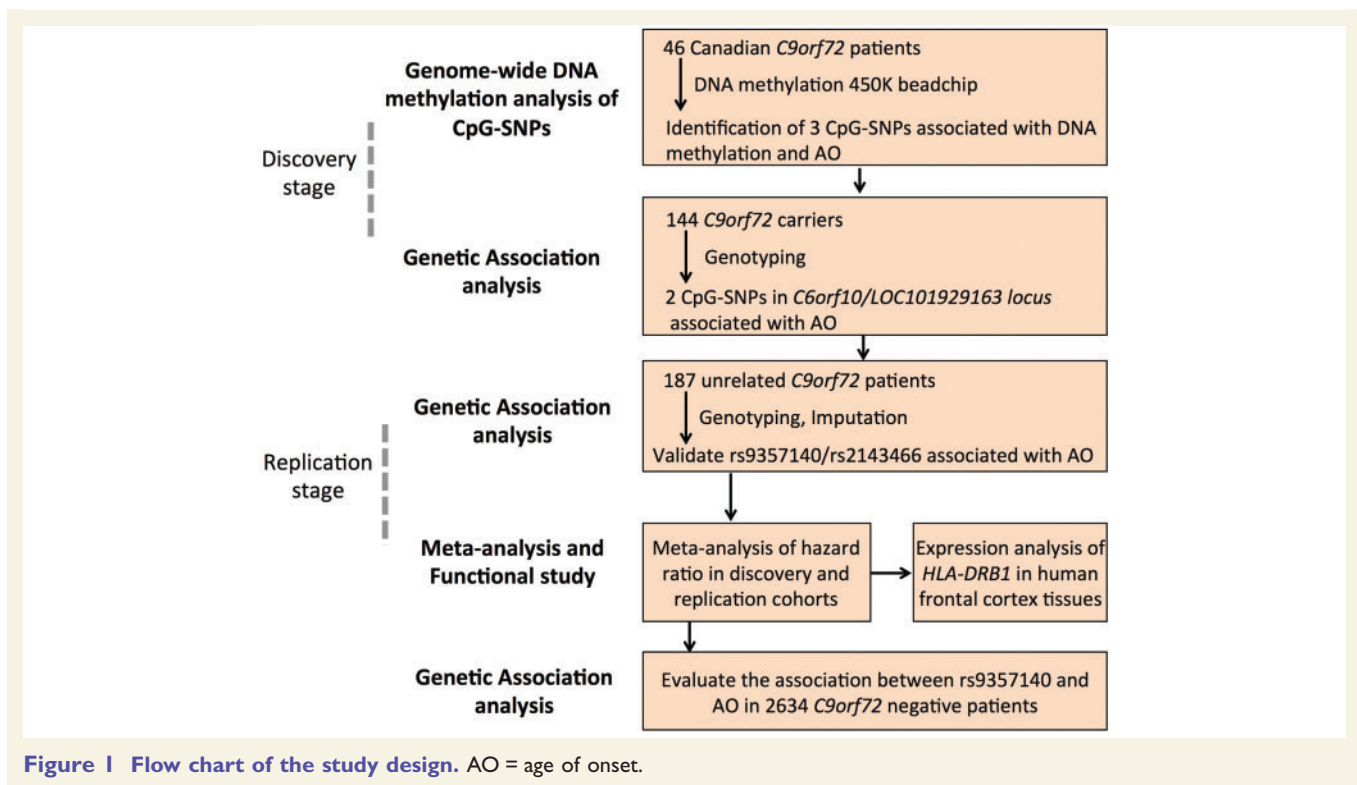 Genome-wide DNA
methylation analysis of
CpG-SNPs
46 Canadian C9orf72 patients
DNA methylation 450K beadchip
Identification of 3 CpG-SNPs associated with DNA
methylation and AO
Discovery
stage
Genetic Association
analysis
144 C9orf72 carriers
Genotyping
2 CpG-SNPs in C6orf10/LOC101929163 locus
associated with AO
Genetic Association
analysis
187 unrelated C9orf72 patients
Genotyping, Imputation
Validate rs9357140/rs2143466 associated with AO
Replication
stage
Meta-analysis and
Functional study
Meta-analysis of hazard
ratio in discovery and
replication cohorts
Expression analysis of
HLA-DRB1 in human
frontal cortex tissues
Genetic Association
analysis
Evaluate the association between rs9357140 and
AO in 2634 C9orf72 negative patients
Figure 1 Flow chart of the study design. AO = age of onset.